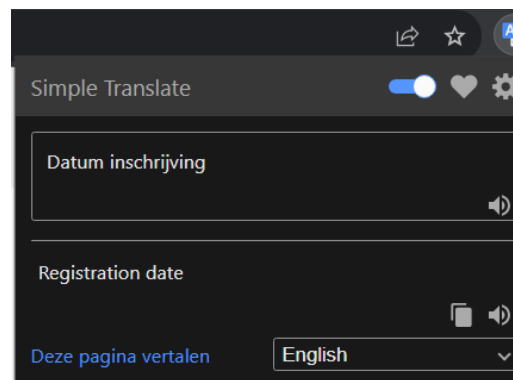 Simple Translate
Datum inschrijving
Registration date
Deze pagina vertalen
English